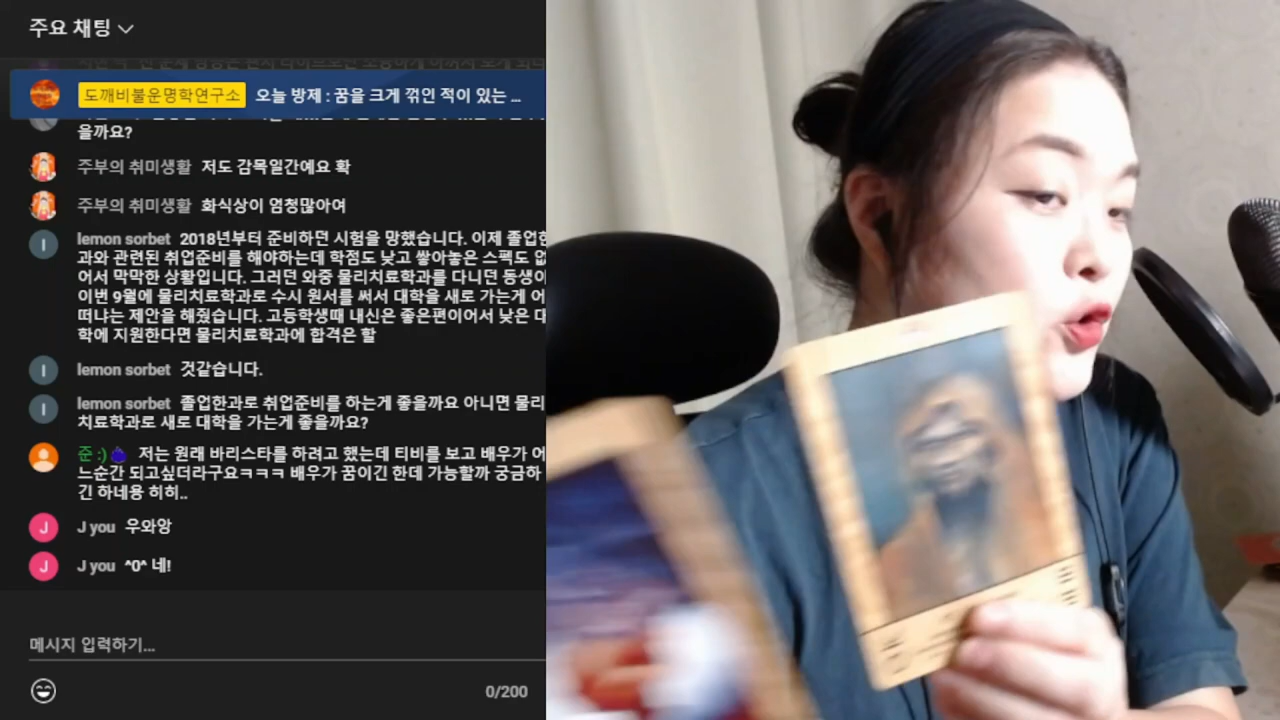 주요 채팅
도깨비불운명학연구소 오늘 방제 : 꿈을 크게 꺾인 적이 있는 ...
을까요?
주부의 취미생활 저도 감목일간예요 확
주부의 취미생활 화식상이 엄청많아여
lemon sorbet 2018년부터 준비하던 시험을 망했습니다. 이제 졸업한
과와 관련된 취업준비를 해야하는데 학점도 낮고 쌓아놓은 스펙도 없
어서 막막한 상황입니다. 그러던 와중 물리치료학과를 다니던 동생이
이번 9월에 물리치료학과로 수시 원서를 써서 대학을 새로 가는게 어
떠냐는 제안을 해줬습니다. 고등학생때 내신은 좋은편이어서 낮은 대
학에 지원한다면 물리치료학과에 합격은 할
lemon sorbet 것같습니다.
lemon sorbet 졸업한과로 취업준비를 하는게 좋을까요 아니면 물리
치료학과로 새로 대학을 가는게 좋을까요?
준 :) 저는 원래 바리스타를 하려고 했는데 티비를 보고 배우가 어
느순간 되고싶더라구요ㅋㅋㅋ 배우가 꿈이긴 한데 가능할까 궁금하
긴 하네용 히히..
J you 우와앙
J you ^0^ 네!
메시지 입력하기...
0/200